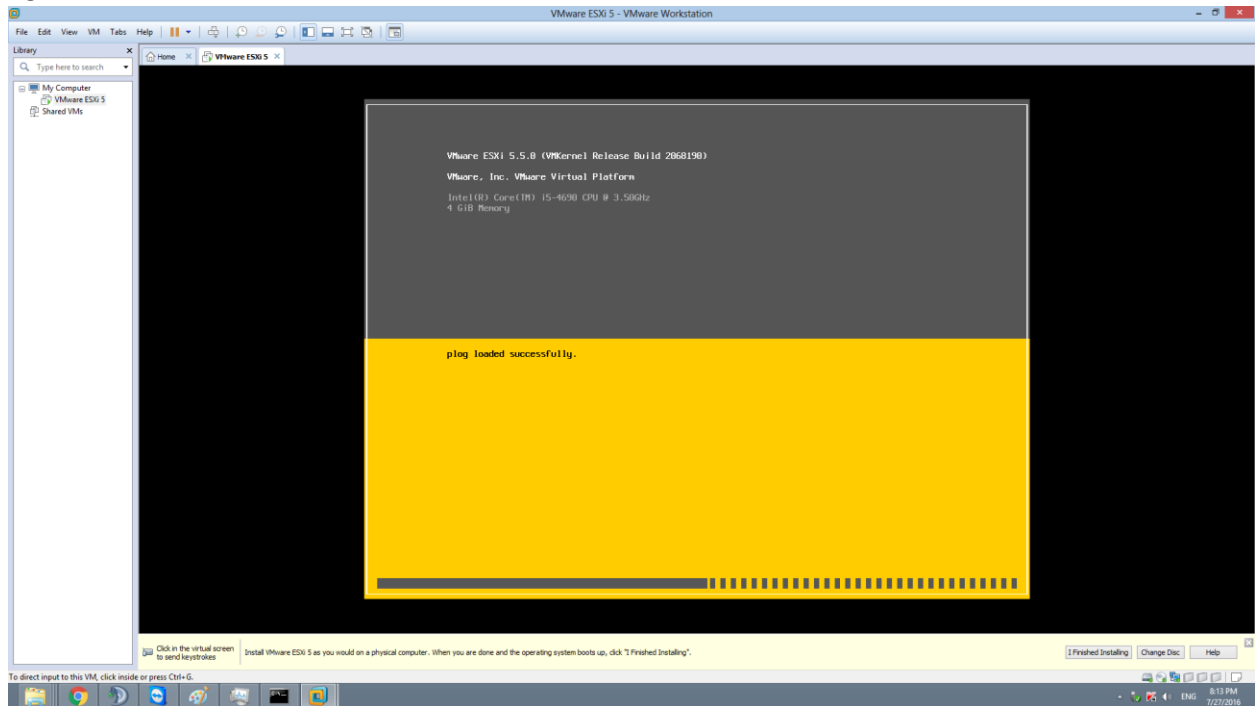 VMware ESXi 5 - VMware Workstation
File Edit View VM Tabs Help
Library
Type here to search
Home
VMware ESXi 5
My Computer
VMware ESXi 5
Shared VMs
VMware ESXi 5.5.0 (VMKernel Release Build 2068190)
VMware, Inc. VMware Virtual Platform
Intel(R) Core(TM) i5-4690 CPU @ 3.50GHz
4 GiB Memory
plog loaded successfully.
Click in the virtual screen
to send keystrokes
Install VMware ESXi 5 as you would on a physical computer. When you are done and the operating system boots up, click "I Finished Installing".
I Finished Installing
Change Disc
Help
To direct input to this VM, click inside or press Ctrl+G.
ENG
8:13 PM
7/27/2016